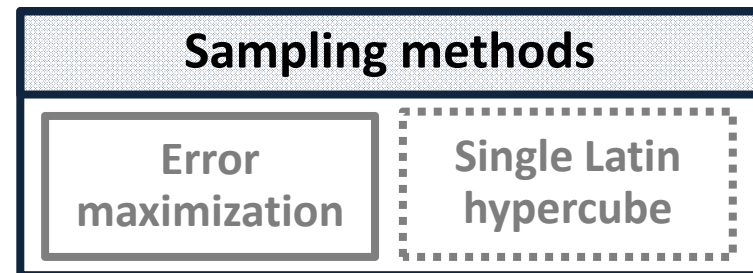 Sampling methods
Error
maximization
Single Latin
hypercube